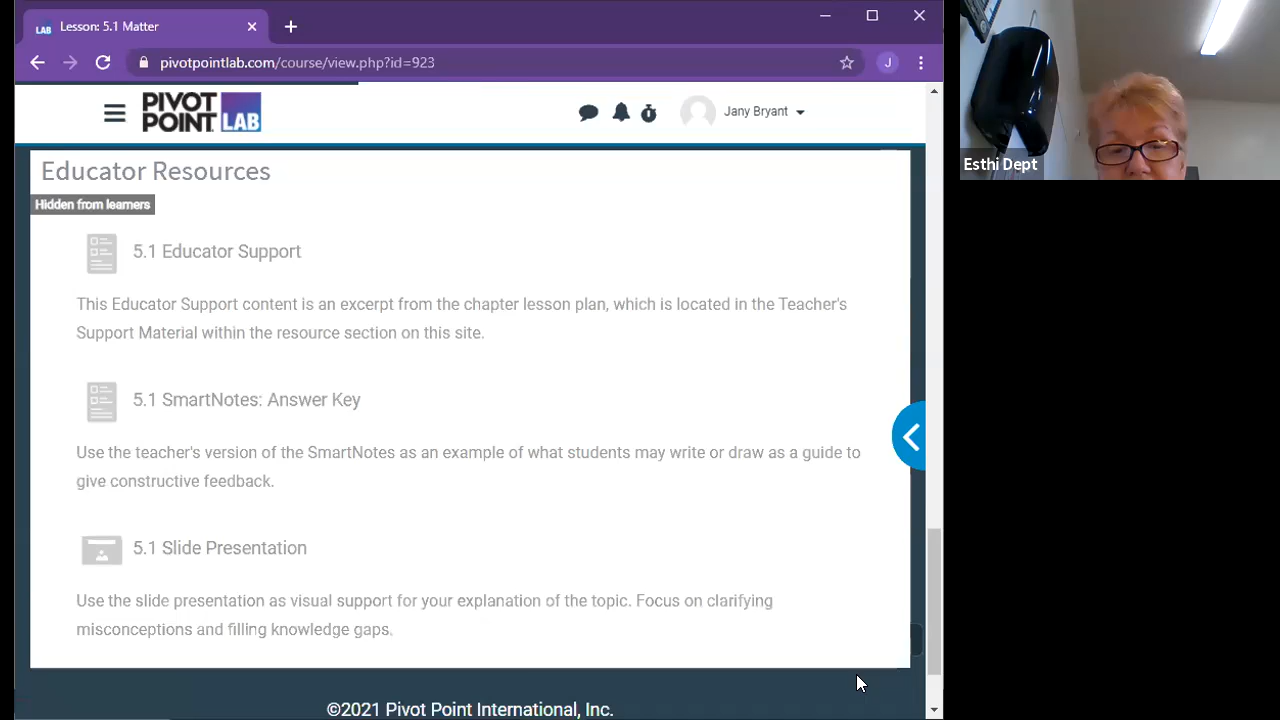 Lesson: 5.1 Matter
pivotpointlab.com/course/view.php?id=923
J
PIVOT
POINT LAB
Jany Bryant
Educator Resources
Hidden from learners
5.1 Educator Support
This Educator Support content is an excerpt from the chapter lesson plan, which is located in the Teacher's
Support Material within the resource section on this site.
5.1 SmartNotes: Answer Key
Use the teacher's version of the SmartNotes as an example of what students may write or draw as a guide to
give constructive feedback.
5.1 Slide Presentation
Use the slide presentation as visual support for your explanation of the topic. Focus on clarifying
misconceptions and filling knowledge gaps.
©2021 Pivot Point International, Inc.
Esthi Dept